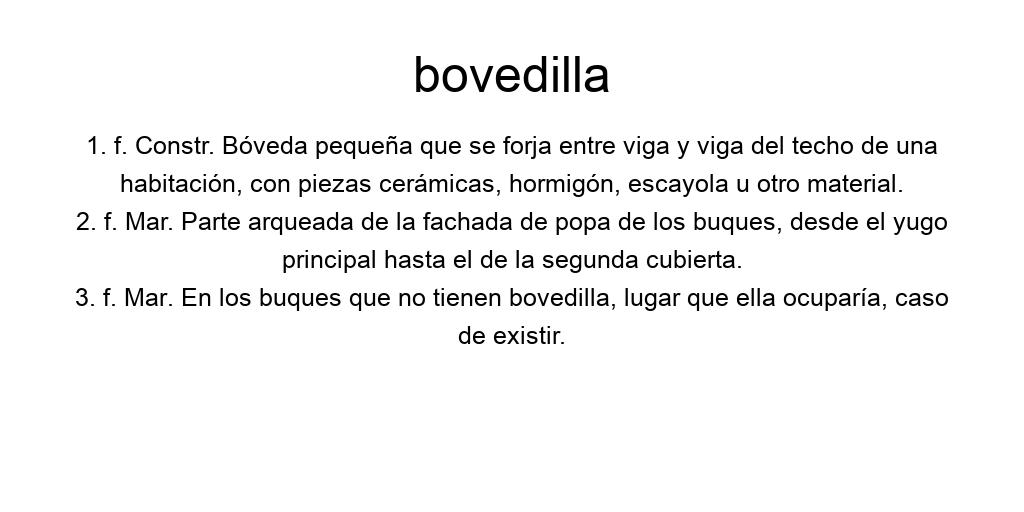 bovedilla
1. f. Constr. Bóveda pequeña que se forja entre viga y viga del techo de una
habitación, con piezas cerámicas, hormigón, escayola u otro material.
2. f. Mar. Parte arqueada de la fachada de popa de los buques, desde el yugo
principal hasta el de la segunda cubierta.
3. f. Mar. En los buques que no tienen bovedilla, lugar que ella ocuparía, caso
de existir.